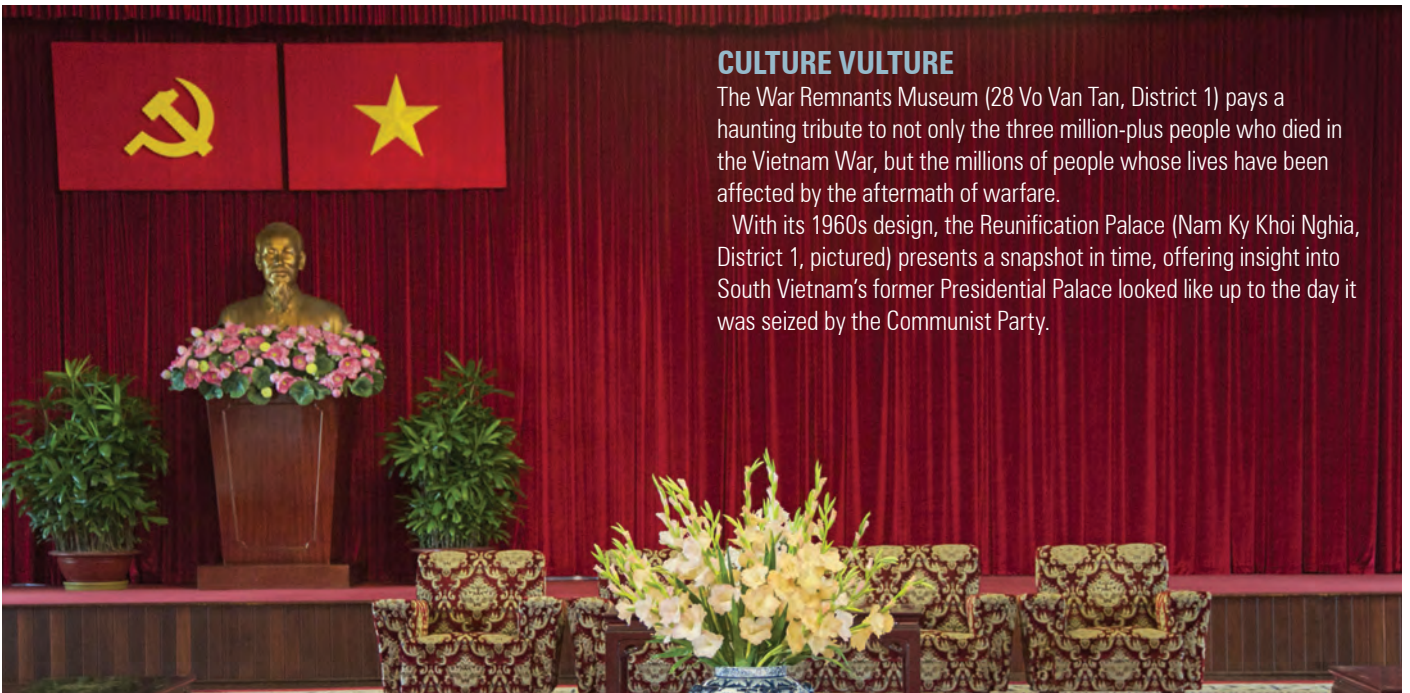 CULTURE VULTURE
The War Remnants Museum (28 Vo Van Tan, District 1) pays a
haunting tribute to not only the three million-plus people who died in
the Vietnam War, but the millions of people whose lives have been
affected by the aftermath of warfare.
With its 1960s design, the Reunification Palace (Nam Ky Khoi Nghia,
District 1, pictured) presents a snapshot in time, offering insight into
South Vietnam’s former Presidential Palace looked like up to the day it
was seized by the Communist Party.